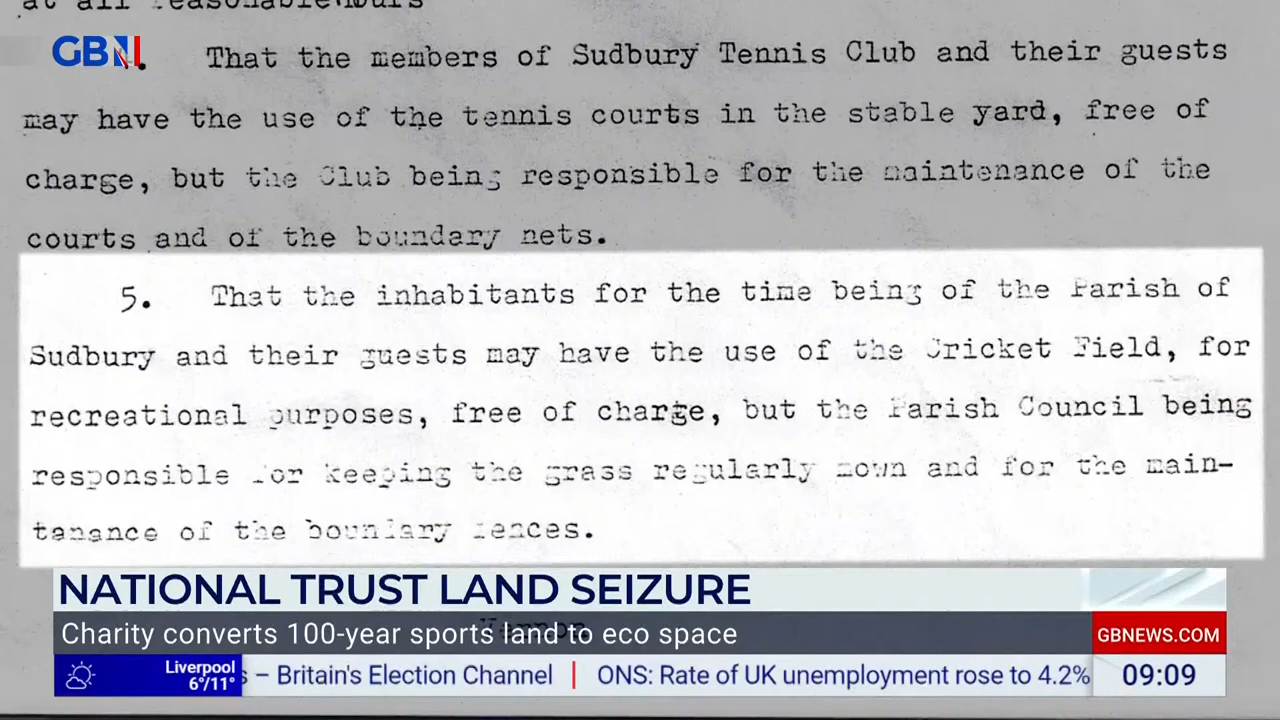 at all reasonable hours
GBN
. That the members of Sudbury Tennis Club and their guests
may have the use of the tennis courts in the stable yard, free of
charge, but the Club being responsible for the maintenance of the
courts and of the boundary nets.
5. That the inhabitants for the time being of the Parish of
Sudbury and their guests may have the use of the Cricket Field, for
recreational purposes, free of charge, but the Parish Council being
responsible for keeping the grass regularly mown and for the main-
tenance of the boundary fences.
NATIONAL TRUST LAND SEIZURE
Charity converts 100-year sports land to eco space
GBNEWS.COM
Liverpool
6°/11°
s – Britain's Election Channel | ONS: Rate of UK unemployment rose to 4.2%
09:09